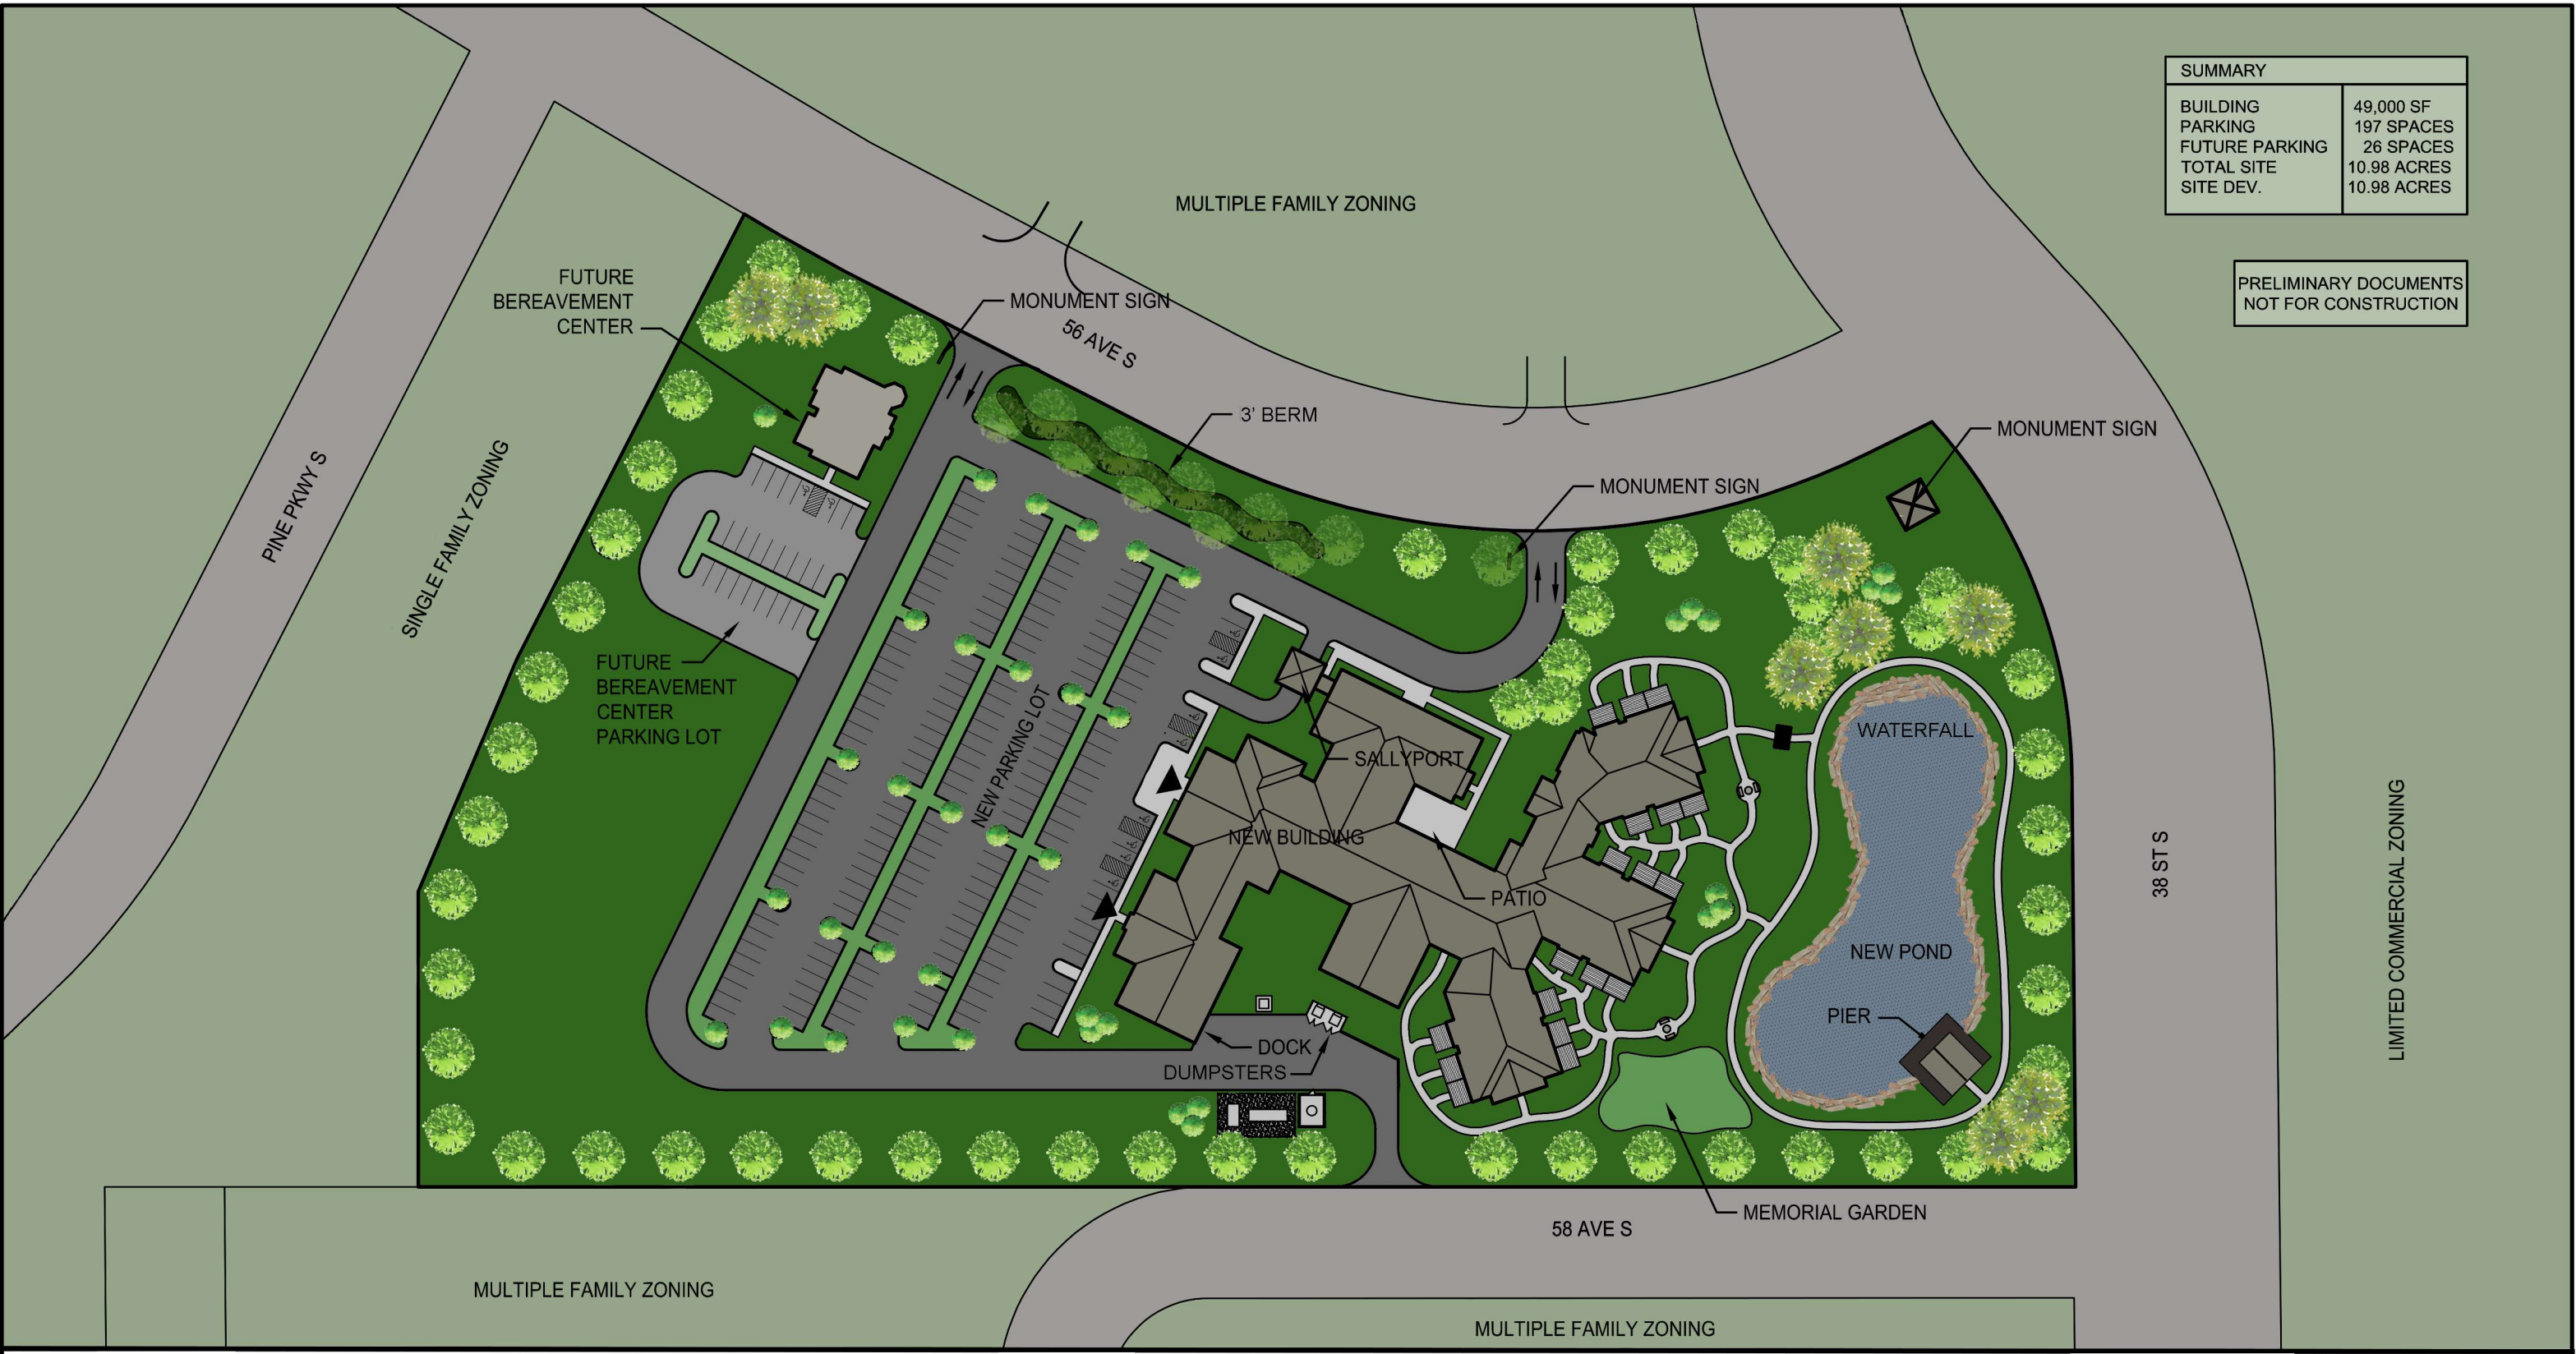 SUMMARY
BUILDING 49,000 SF
PARKING 197 SPACES
FUTURE PARKING 26 SPACES
TOTAL SITE 10.98 ACRES
SITE DEV. 10.98 ACRES
PRELIMINARY DOCUMENTS
NOT FOR CONSTRUCTION
MULTIPLE FAMILY ZONING
FUTURE
BEREAVEMENT
CENTER
MONUMENT SIGN
56 AVE S
3' BERM
MONUMENT SIGN
MONUMENT SIGN
PINE PKWY S
SINGLE FAMILY ZONING
FUTURE
BEREAVEMENT
CENTER
PARKING LOT
NEW PARKING LOT
SALLYPORT
NEW BUILDING
PATIO
WATERFALL
NEW POND
PIER
38 ST S
LIMITED COMMERCIAL ZONING
DOCK
DUMPSTERS
MEMORIAL GARDEN
58 AVE S
MULTIPLE FAMILY ZONING
MULTIPLE FAMILY ZONING